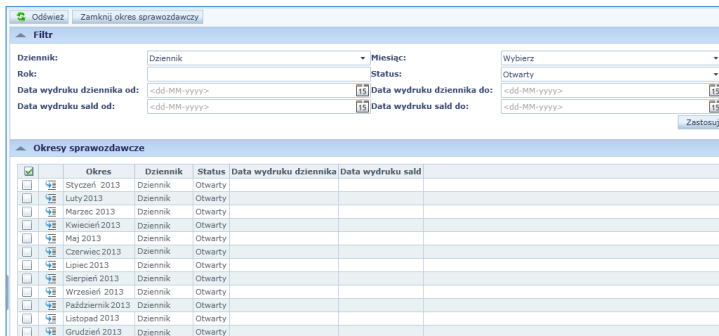 Odśwież Zamknij okres sprawozdawczy
Filtr
Dziennik: Dziennik Miesiąc: Wybierz
Rok: Status: Otwarty
Data wydruku dziennika od: <dd-MM-yyyy> 15 Data wydruku dziennika do: <dd-MM-yyyy> 15
Data wydruku sald od: <dd-MM-yyyy> 15 Data wydruku sald do: <dd-MM-yyyy> 15
Zastosuj
Okresy sprawozdawcze
Okres Dziennik Status Data wydruku dziennika Data wydruku sald
Styczeń 2013 Dziennik Otwarty
Luty 2013 Dziennik Otwarty
Marzec 2013 Dziennik Otwarty
Kwiecień 2013 Dziennik Otwarty
Maj 2013 Dziennik Otwarty
Czerwiec 2013 Dziennik Otwarty
Lipiec 2013 Dziennik Otwarty
Sierpień 2013 Dziennik Otwarty
Wrzesień 2013 Dziennik Otwarty
Październik 2013 Dziennik Otwarty
Listopad 2013 Dziennik Otwarty
Grudzień 2013 Dziennik Otwarty